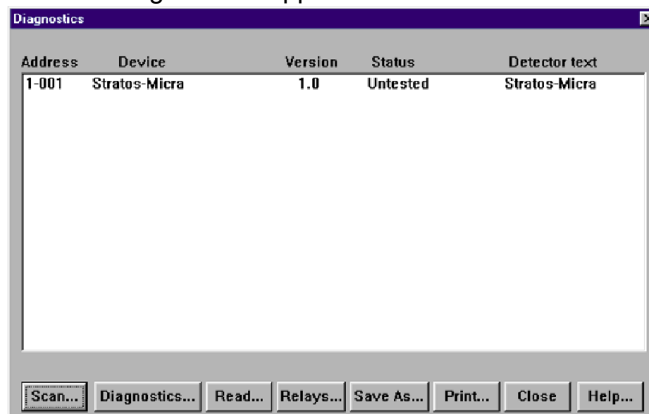 Diagnostics
Address Device Version Status Detector text
1-001 Stratos-Micra 1.0 Untested Stratos-Micra
Scan... Diagnostics... Read... Relays... Save As... Print... Close Help...